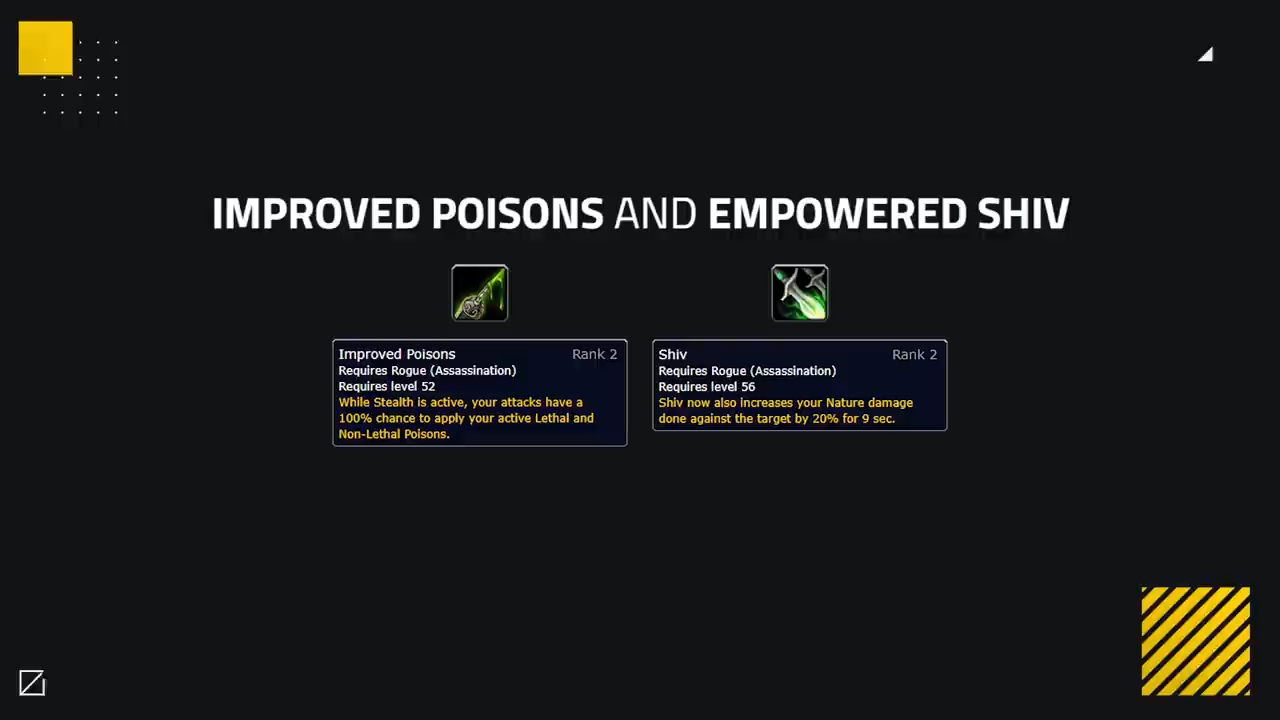 IMPROVED POISONS AND EMPOWERED SHIV
Improved Poisons Rank 2
Requires Rogue (Assassination)
Requires level 52
While Stealth is active, your attacks have a
100% chance to apply your active Lethal and
Non-Lethal Poisons.
Shiv Rank 2
Requires Rogue (Assassination)
Requires level 56
Shiv now also increases your Nature damage
done against the target by 20% for 9 sec.